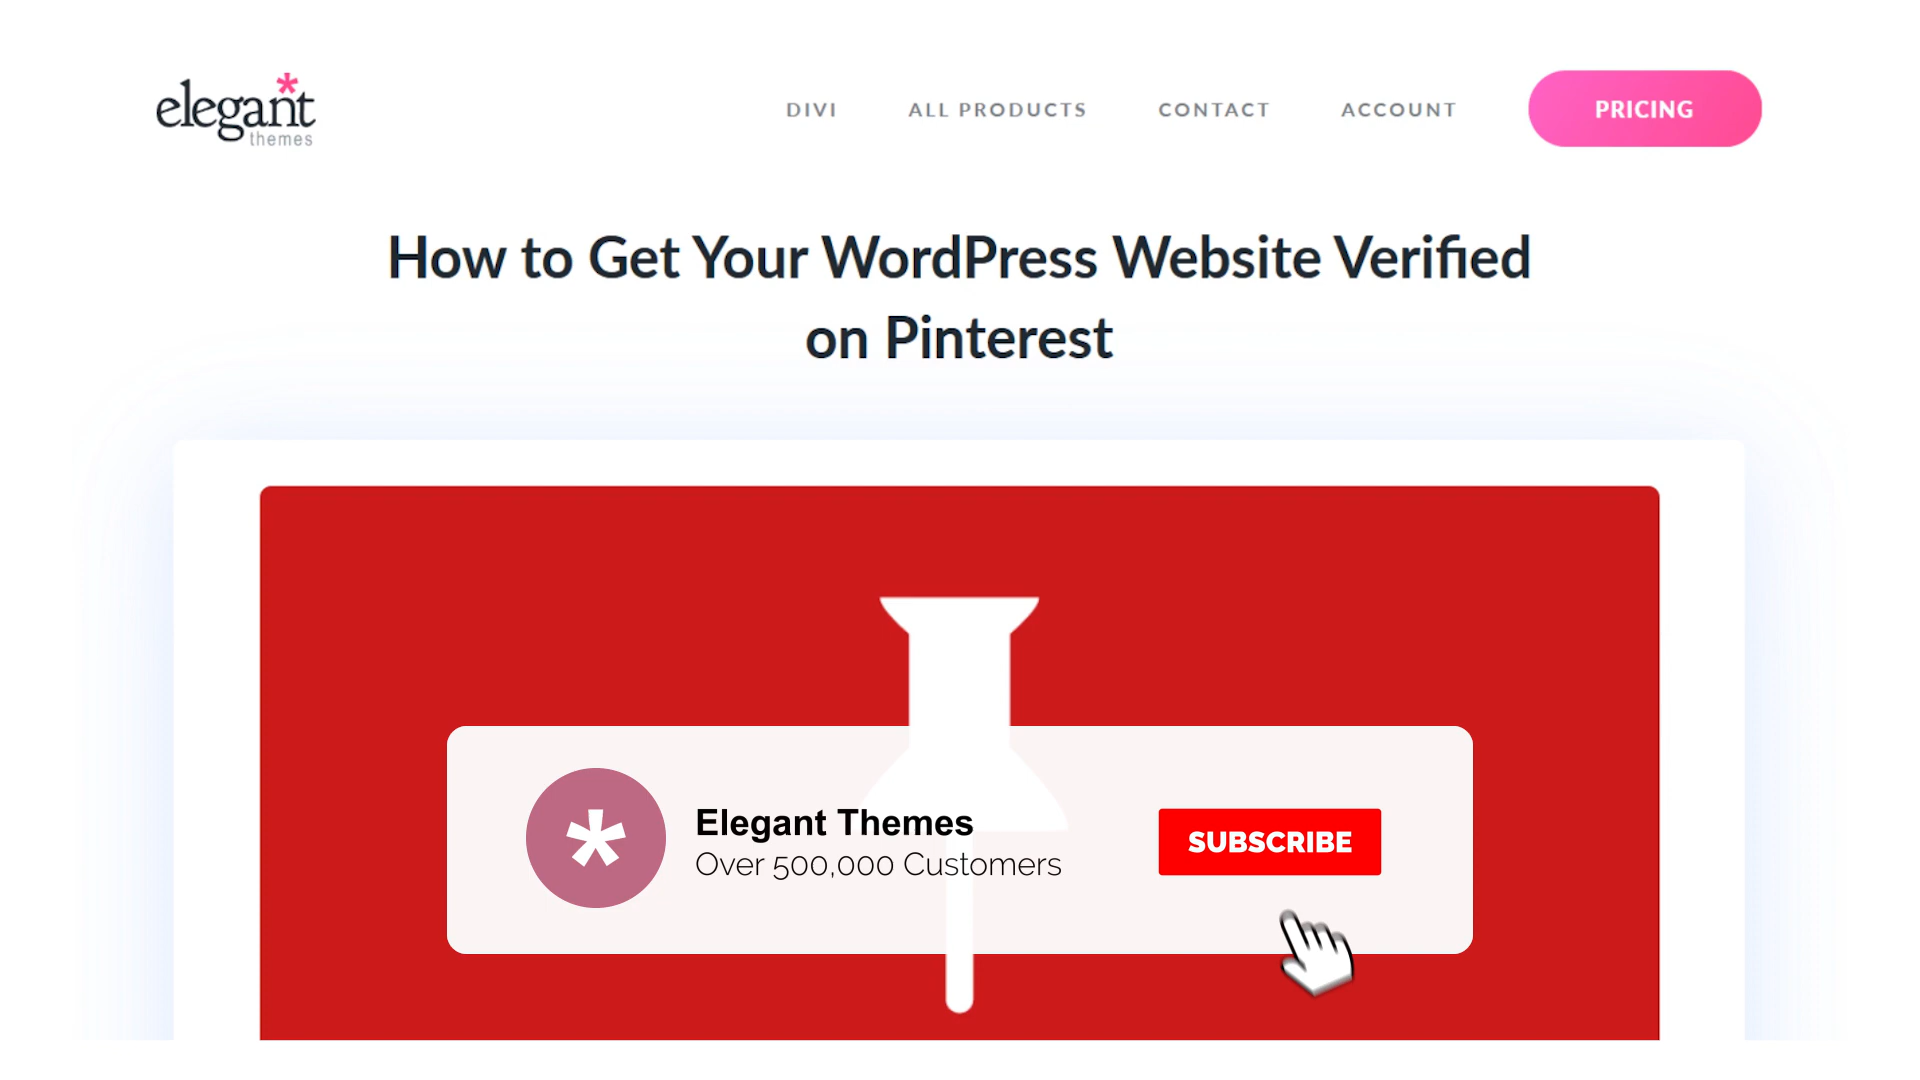 elegant*
themes
DIVI
ALL PRODUCTS
CONTACT
ACCOUNT
PRICING
How to Get Your WordPress Website Verified
on Pinterest
*
Elegant Themes
Over 500,000 Customers
SUBSCRIBE